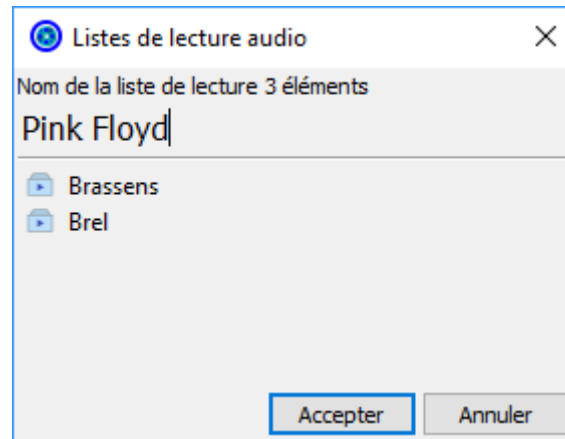 Listes de lecture audio
Nom de la liste de lecture 3 éléments
Pink Floyd
Brassens
Brel
Accepter
Annuler